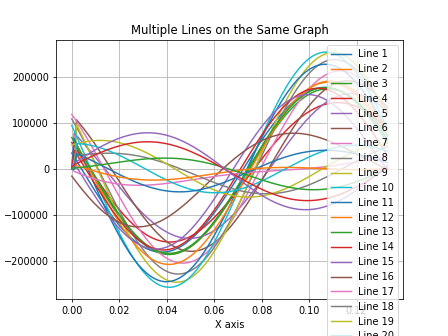 Multiple Lines on the Same Graph
200000
100000
0
−100000
−200000
0.00
0.02
0.04
0.06
0.08
0.10
X axis
Line 1
Line 2
Line 3
Line 4
Line 5
Line 6
Line 7
Line 8
Line 9
Line 10
Line 11
Line 12
Line 13
Line 14
Line 15
Line 16
Line 17
Line 18
Line 19
Line 20